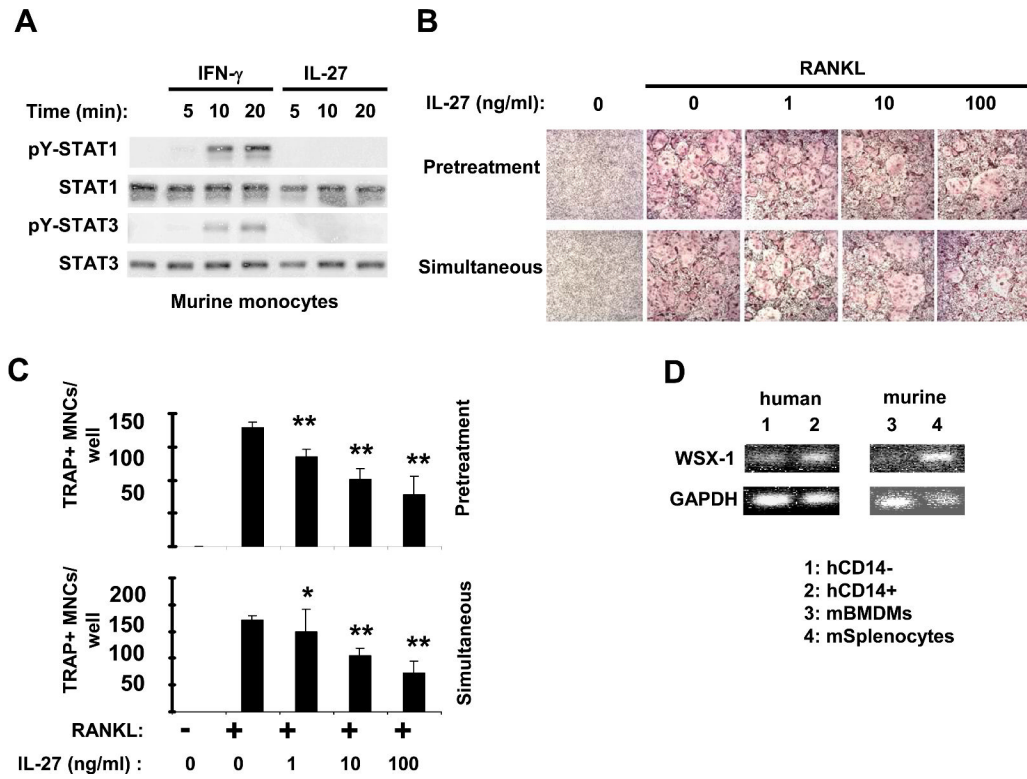 A
IFN-γ IL-27
Time (min): 5 10 20 5 10 20
pY-STAT1
STAT1
pY-STAT3
STAT3
Murine monocytes
B
RANKL
IL-27 (ng/ml): 0 0 1 10 100
Pretreatment
Simultaneous
C
TRAP+ MNCs/
well
150
100
50
** ** **
Pretreatment
TRAP+ MNCs/
well
200
150
100
50
* ** **
Simultaneous
RANKL: - + + + +
IL-27 (ng/ml) : 0 0 1 10 100
D
human murine
1 2 3 4
WSX-1
GAPDH
1: hCD14-
2: hCD14+
3: mBMDMs
4: mSplenocytes